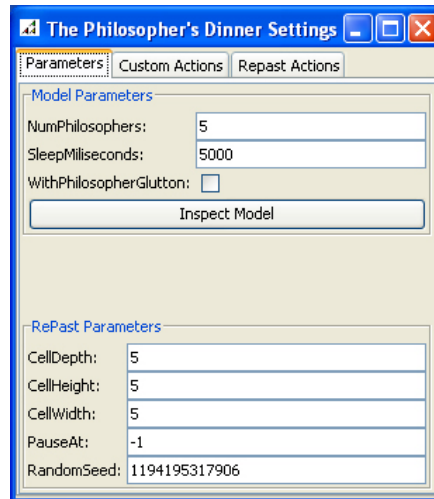 The Philosopher's Dinner Settings
Parameters Custom Actions Repast Actions
Model Parameters
NumPhilosophers: 5
SleepMiliseconds: 5000
WithPhilosopherGlutton:
Inspect Model
RePast Parameters
CellDepth: 5
CellHeight: 5
CellWidth: 5
PauseAt: -1
RandomSeed: 1194195317906